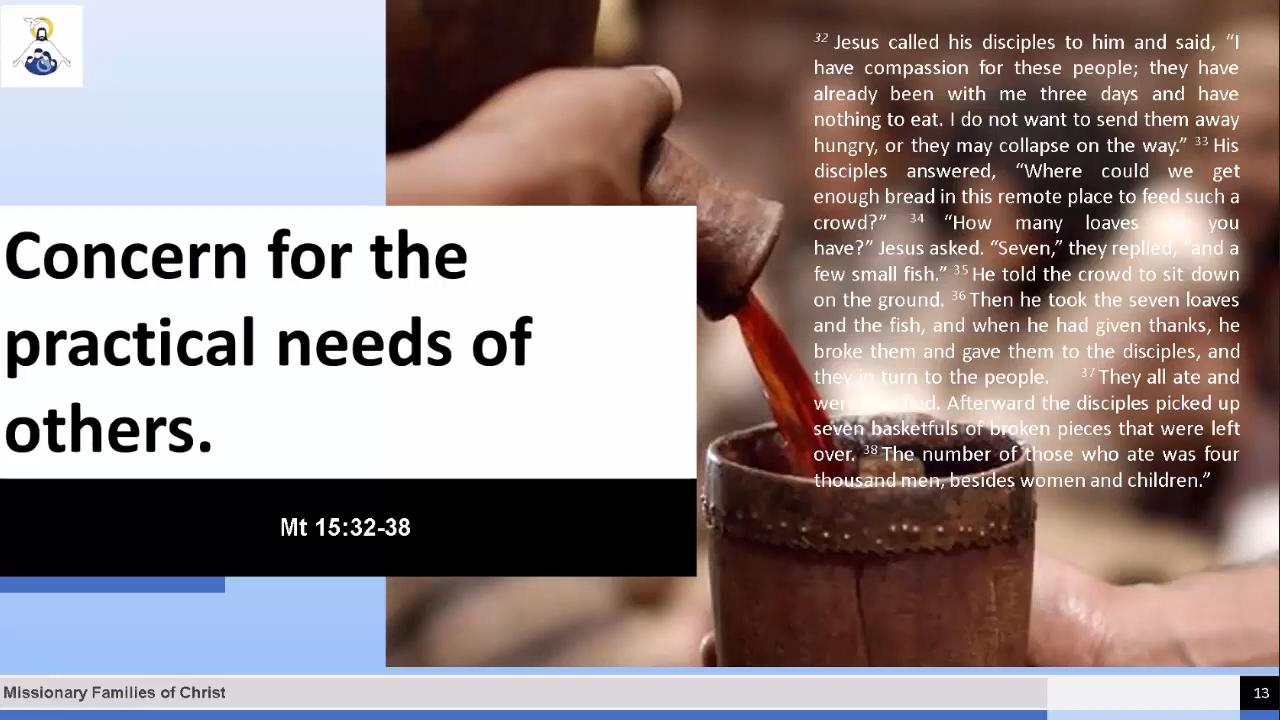 Concern for the
practical needs of
others.
Mt 15:32-38
32 Jesus called his disciples to him and said, “I
have compassion for these people; they have
already been with me three days and have
nothing to eat. I do not want to send them away
hungry, or they may collapse on the way.” 33 His
disciples answered, “Where could we get
enough bread in this remote place to feed such a
crowd?” 34 “How many loaves you
have?” Jesus asked. “Seven,” they replied, “and a
few small fish.” 35 He told the crowd to sit down
on the ground. 36 Then he took the seven loaves
and the fish, and when he had given thanks, he
broke them and gave them to the disciples, and
they in turn to the people. 37 They all ate and
were. Afterward the disciples picked up
seven basketfuls of broken pieces that were left
over. 38 The number of those who ate was four
thousand men, besides women and children.”
Missionary Families of Christ
13